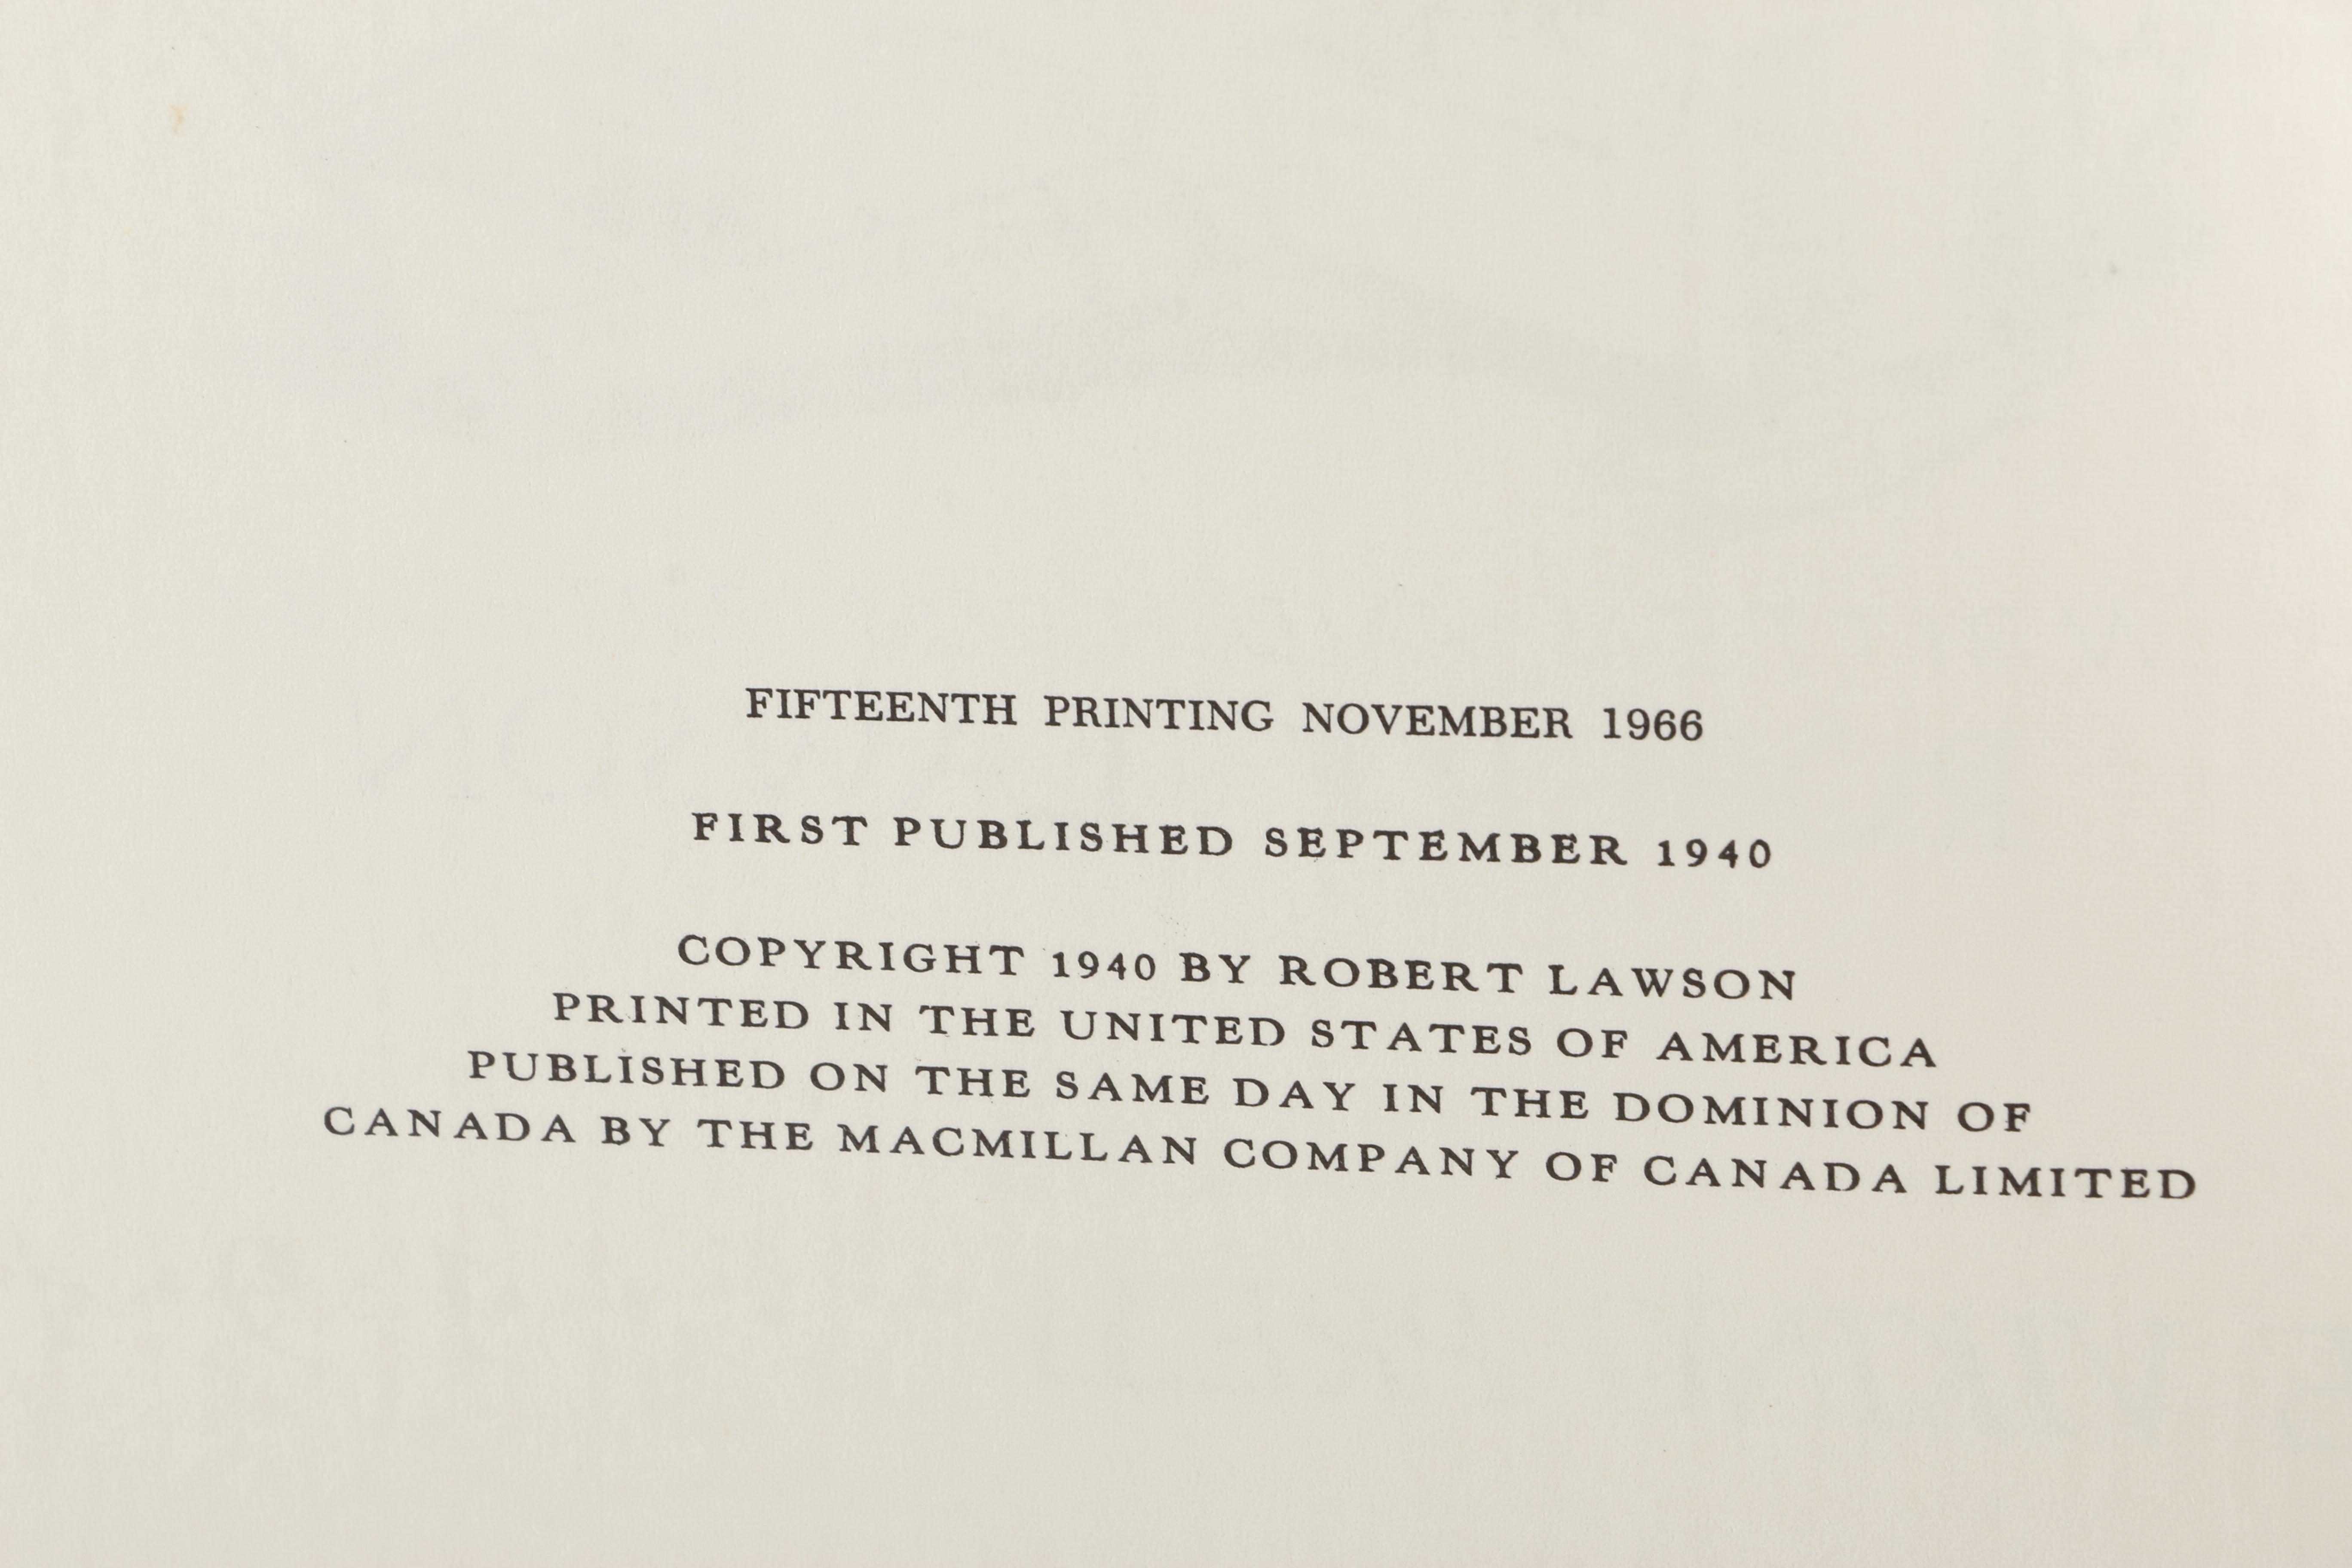 FIFTEENTH PRINTING NOVEMBER 1966
FIRST PUBLISHED SEPTEMBER 1940
COPYRIGHT 1940 BY ROBERT LAWSON
PRINTED IN THE UNITED STATES OF AMERICA
PUBLISHED ON THE SAME DAY IN THE DOMINION OF
CANADA BY THE MACMILLAN COMPANY OF CANADA LIMITED